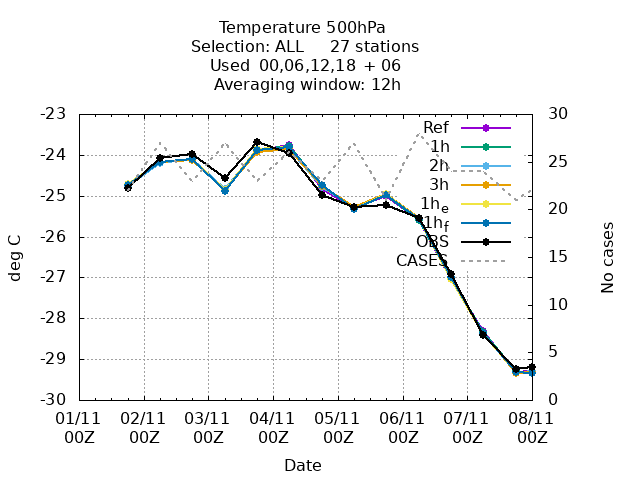 Temperature 500hPa
Selection: ALL 27 stations
Used 00,06,12,18 + 06
Averaging window: 12h
-23
-24
-25
-26
-27
-28
-29
-30
deg C
30
25
20
15
10
5
0
No cases
Ref
1h
2h
3h
1h_e
1h_f
OBS
CASES
01/11 02/11 03/11 04/11 05/11 06/11 07/11 08/11
00Z 00Z 00Z 00Z 00Z 00Z 00Z 00Z
Date